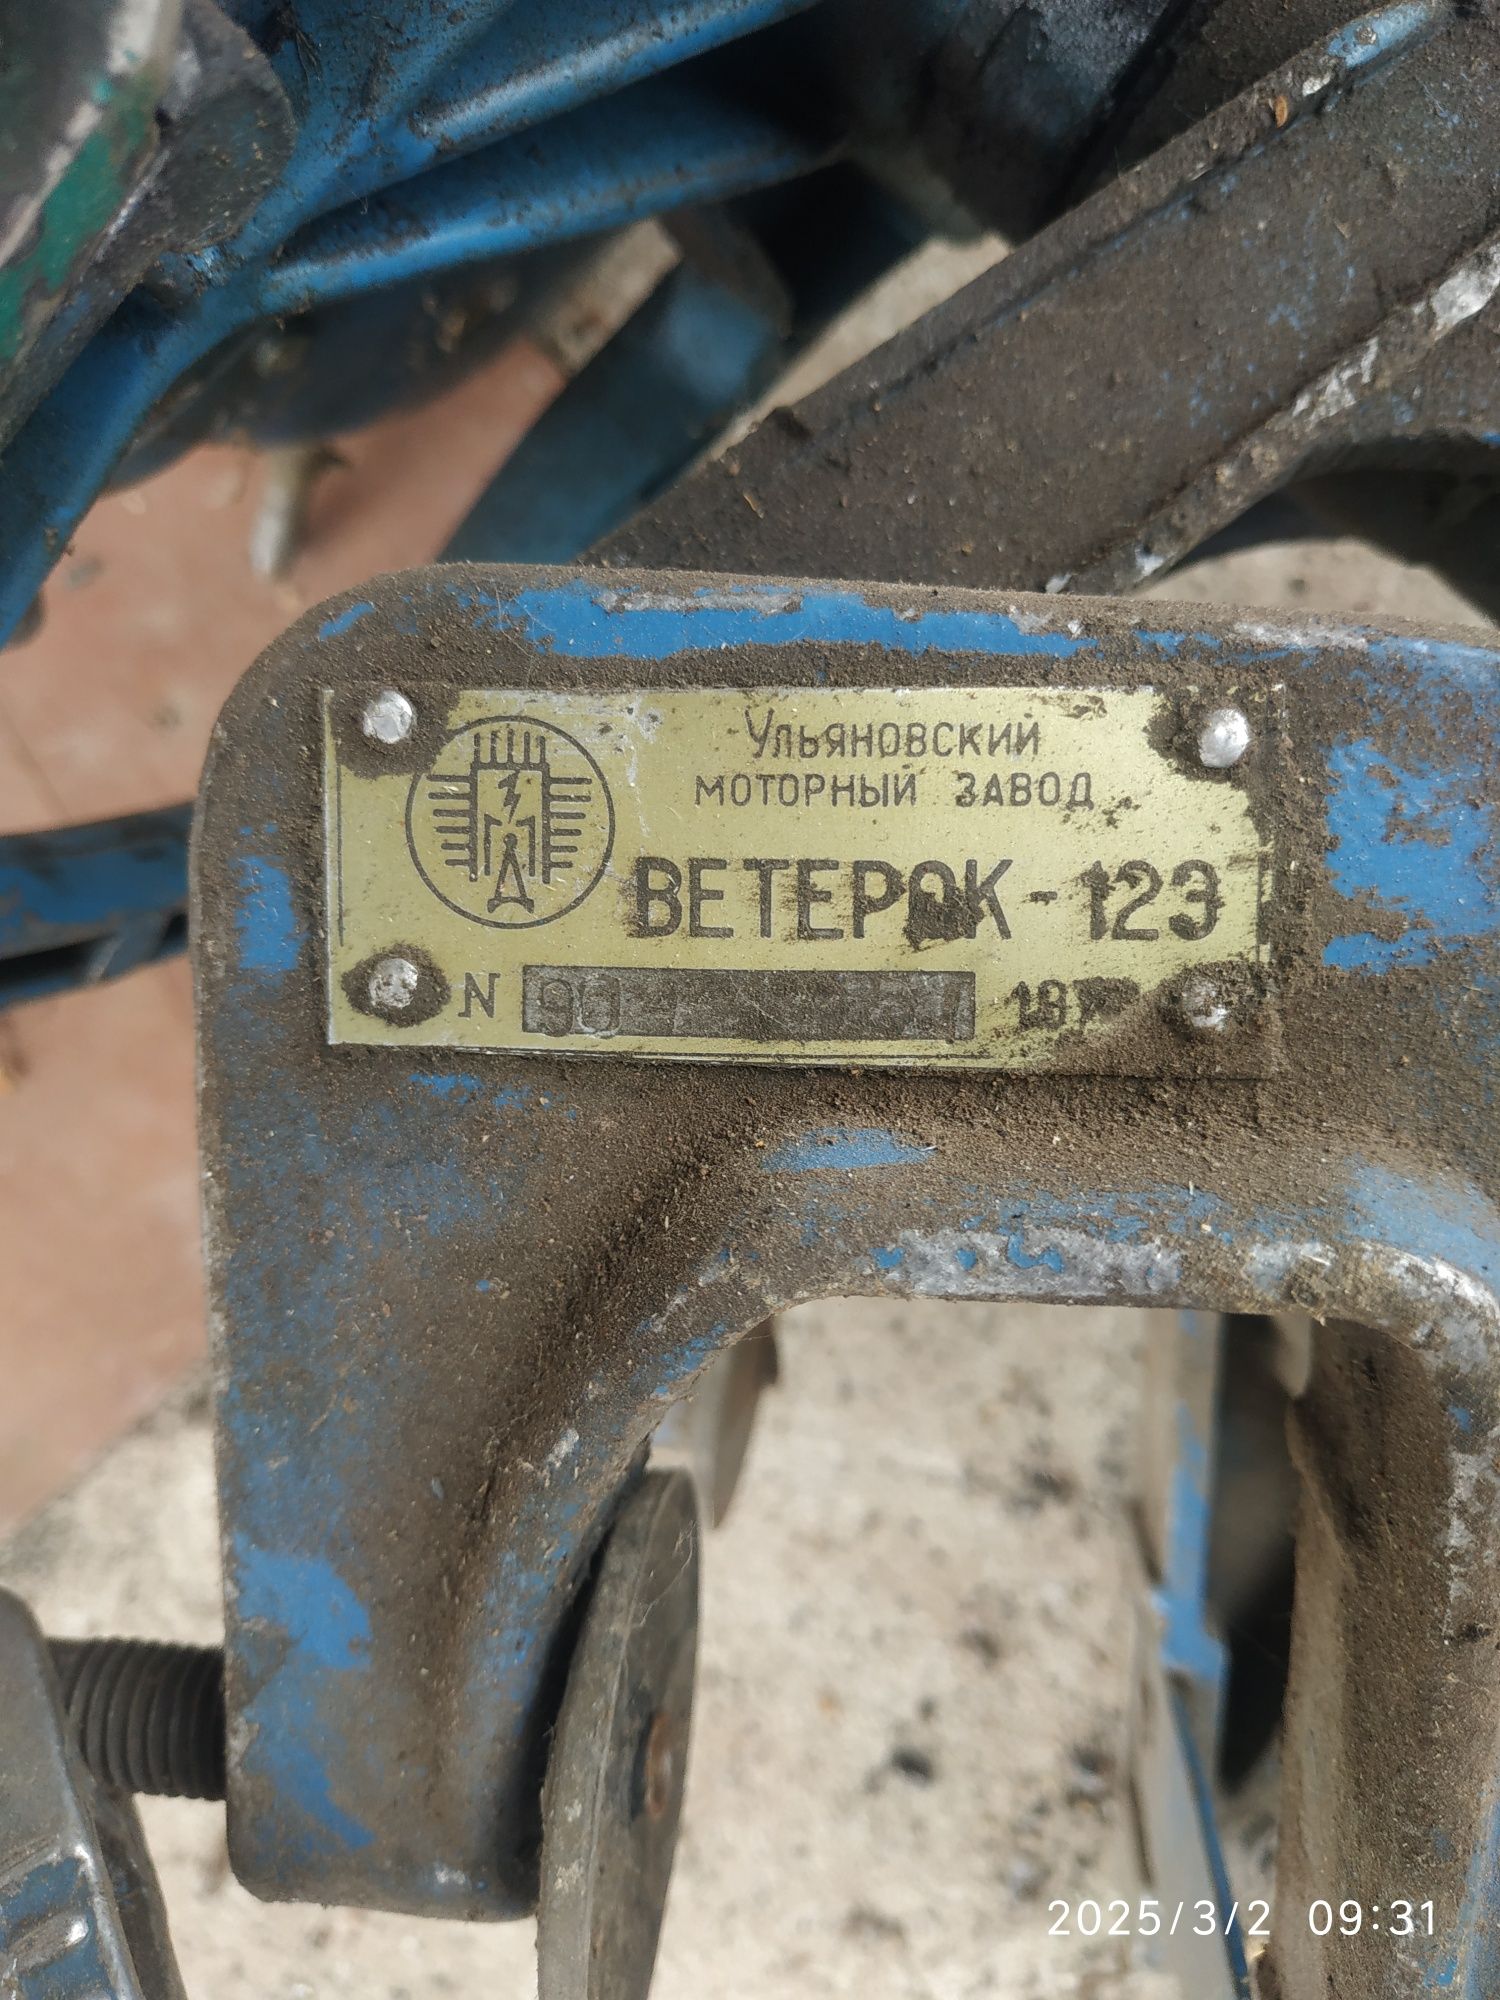 Ульяновский
моторный завод
ВЕТЕРОК-12Э
N
2025/3/2 09:31